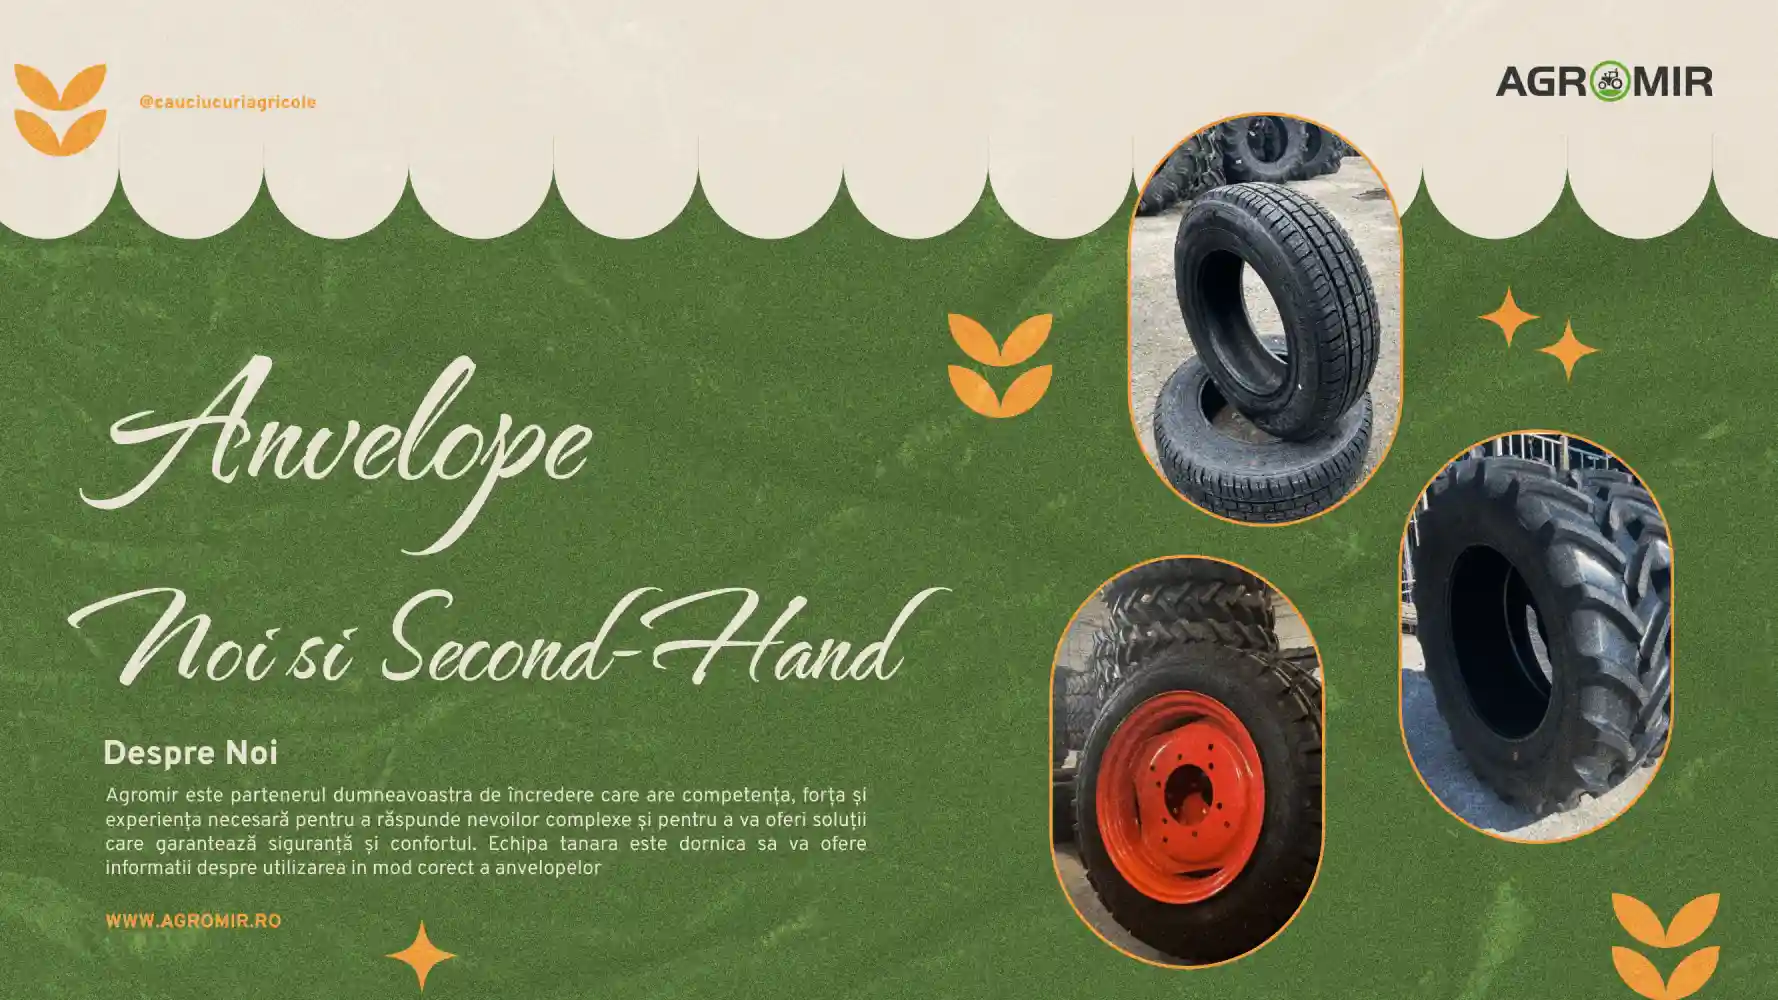 @cauciucuriagricole
AGROMIR
Anvelope
Noi si Second-Hand
Despre Noi
Agromir este partenerul dumneavoastra de încredere care are competența, forța și
experiența necesară pentru a răspunde nevoilor complexe și pentru a va oferi soluții
care garantează siguranță și confortul. Echipa tanara este dornica sa va ofere
informatii despre utilizarea in mod corect a anvelopelor
WWW.AGROMIR.RO